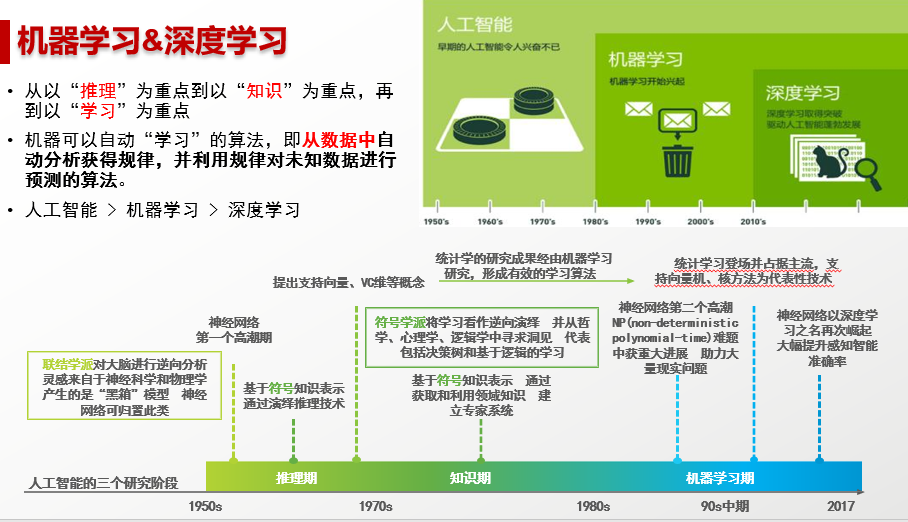 机器学习&深度学习
• 从以“推理”为重点到以“知识”为重点，再
到以“学习”为重点
• 机器可以自动“学习”的算法，即从数据中自
动分析获得规律，并利用规律对未知数据进行
预测的算法。
• 人工智能 > 机器学习 > 深度学习
人工智能
早期的人工智能令人兴奋不已
机器学习
机器学习开始兴起
深度学习
深度学习取得突破
驱动人工智能蓬勃发展
1950's
1960's
1970's
1980's
1990's
2000's
2010's
统计学的研究成果经由机器学习
研究，形成有效的学习算法
提出支持向量、VC维等概念
统计学习登场并占据主流，支
持向量机、核方法为代表性技术
神经网络
第一个高潮期
符号学派将学习看作逆向演绎 并从哲
学、心理学、逻辑学中寻求洞见 代表
包括决策树和基于逻辑的学习
神经网络第二个高潮
NP(non-deterministic
polynomial-time)难题
中获重大进展 助力大
量现实问题
神经网络以深度学
习之名再次崛起
大幅提升感知智能
准确率
联结学派对大脑进行逆向分析
灵感来自于神经科学和物理学
产生的是“黑箱”模型 神经
网络可归置此类
基于符号知识表示
通过演绎推理技术
基于符号知识表示 通过
获取和利用领域知识 建
立专家系统
人工智能的三个研究阶段
推理期
知识期
机器学习期
1950s
1970s
1980s
90s中期
2017